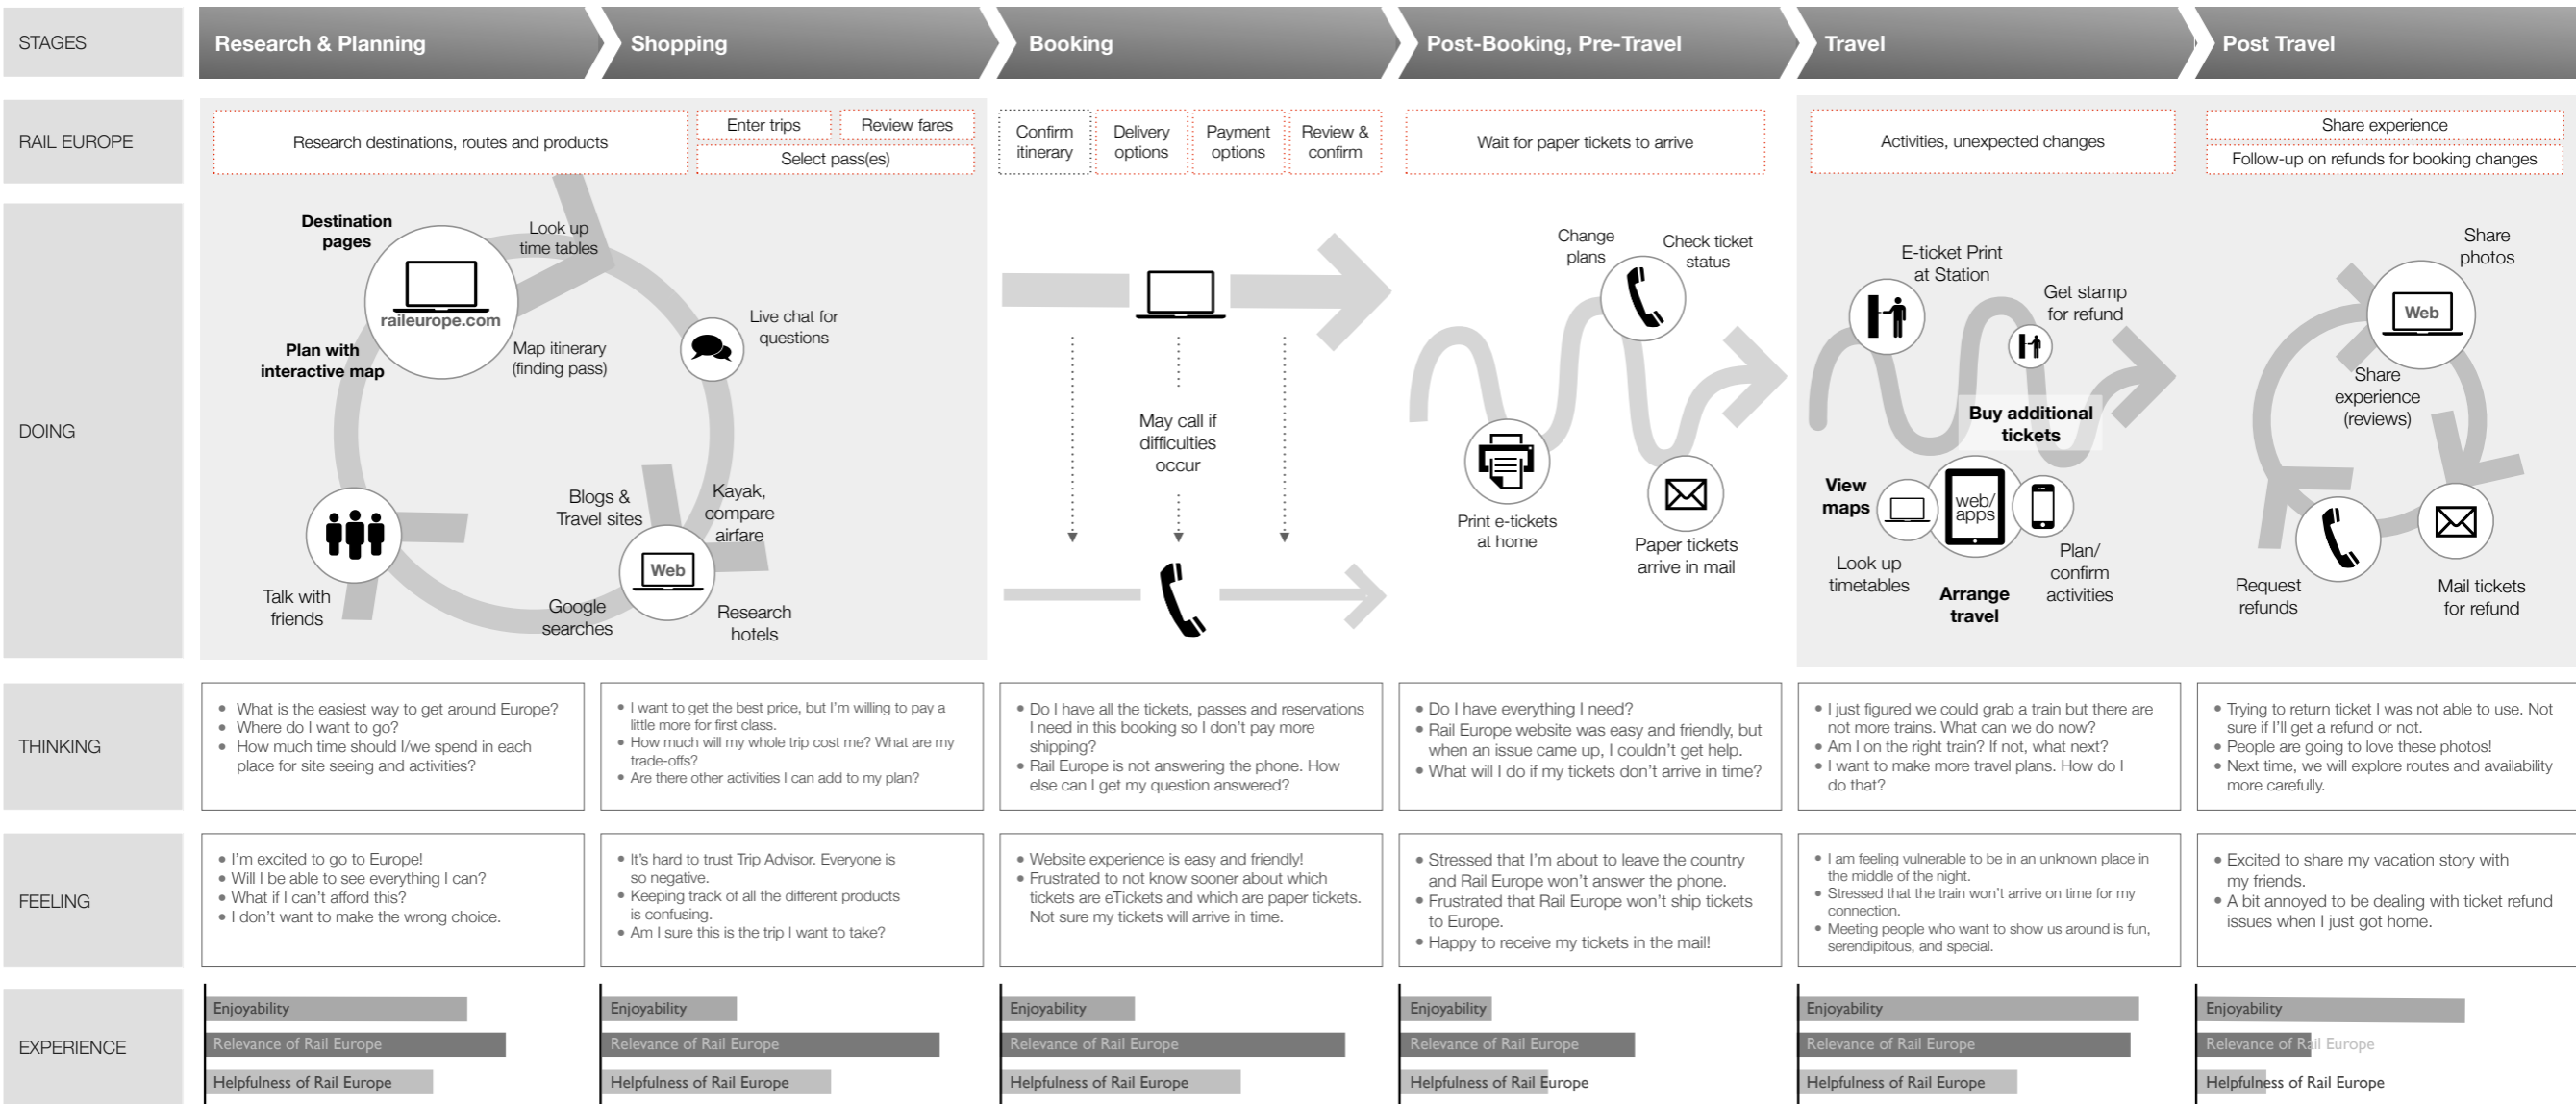 STAGES
Research & Planning
Shopping
Booking
Post-Booking, Pre-Travel
Travel
Post Travel
RAIL EUROPE
Research destinations, routes and products
Enter trips
Review fares
Select pass(es)
Confirm
itinerary
Delivery
options
Payment
options
Review &
confirm
Wait for paper tickets to arrive
Activities, unexpected changes
Share experience
Follow-up on refunds for booking changes
DOING
Destination
pages
Look up
time tables
raileurope.com
Plan with
interactive map
Map itinerary
(finding pass)
Live chat for
questions
Blogs &
Travel sites
Kayak,
compare
airfare
Web
Talk with
friends
Google
searches
Research
hotels
May call if
difficulties
occur
Change
plans
Check ticket
status
Print e-tickets
at home
Paper tickets
arrive in mail
E-ticket Print
at Station
Get stamp
for refund
Buy additional
tickets
View
maps
web/
apps
Look up
timetables
Arrange
travel
Plan/
confirm
activities
Share
photos
Web
Share
experience
(reviews)
Request
refunds
Mail tickets
for refund
THINKING
• What is the easiest way to get around Europe?
• Where do I want to go?
• How much time should I/we spend in each
place for site seeing and activities?
• I want to get the best price, but I'm willing to pay a
little more for first class.
• How much will my whole trip cost me? What are my
trade-offs?
• Are there other activities I can add to my plan?
• Do I have all the tickets, passes and reservations
I need in this booking so I don't pay more
shipping?
• Rail Europe is not answering the phone. How
else can I get my question answered?
• Do I have everything I need?
• Rail Europe website was easy and friendly, but
when an issue came up, I couldn't get help.
• What will I do if my tickets don't arrive in time?
• I just figured we could grab a train but there are
not more trains. What can we do now?
• Am I on the right train? If not, what next?
• I want to make more travel plans. How do I
do that?
• Trying to return ticket I was not able to use. Not
sure if I'll get a refund or not.
• People are going to love these photos!
• Next time, we will explore routes and availability
more carefully.
FEELING
• I'm excited to go to Europe!
• Will I be able to see everything I can?
• What if I can't afford this?
• I don't want to make the wrong choice.
• It's hard to trust Trip Advisor. Everyone is
so negative.
• Keeping track of all the different products
is confusing.
• Am I sure this is the trip I want to take?
• Website experience is easy and friendly!
• Frustrated to not know sooner about which
tickets are eTickets and which are paper tickets.
Not sure my tickets will arrive in time.
• Stressed that I'm about to leave the country
and Rail Europe won't answer the phone.
• Frustrated that Rail Europe won't ship tickets
to Europe.
• Happy to receive my tickets in the mail!
• I am feeling vulnerable to be in an unknown place in
the middle of the night.
• Stressed that the train won't arrive on time for my
connection.
• Meeting people who want to show us around is fun,
serendipitous, and special.
• Excited to share my vacation story with
my friends.
• A bit annoyed to be dealing with ticket refund
issues when I just got home.
EXPERIENCE
Enjoyability
Relevance of Rail Europe
Helpfulness of Rail Europe
Enjoyability
Relevance of Rail Europe
Helpfulness of Rail Europe
Enjoyability
Relevance of Rail Europe
Helpfulness of Rail Europe
Enjoyability
Relevance of Rail Europe
Helpfulness of Rail Europe
Enjoyability
Relevance of Rail Europe
Helpfulness of Rail Europe
Enjoyability
Relevance of Rail Europe
Helpfulness of Rail Europe